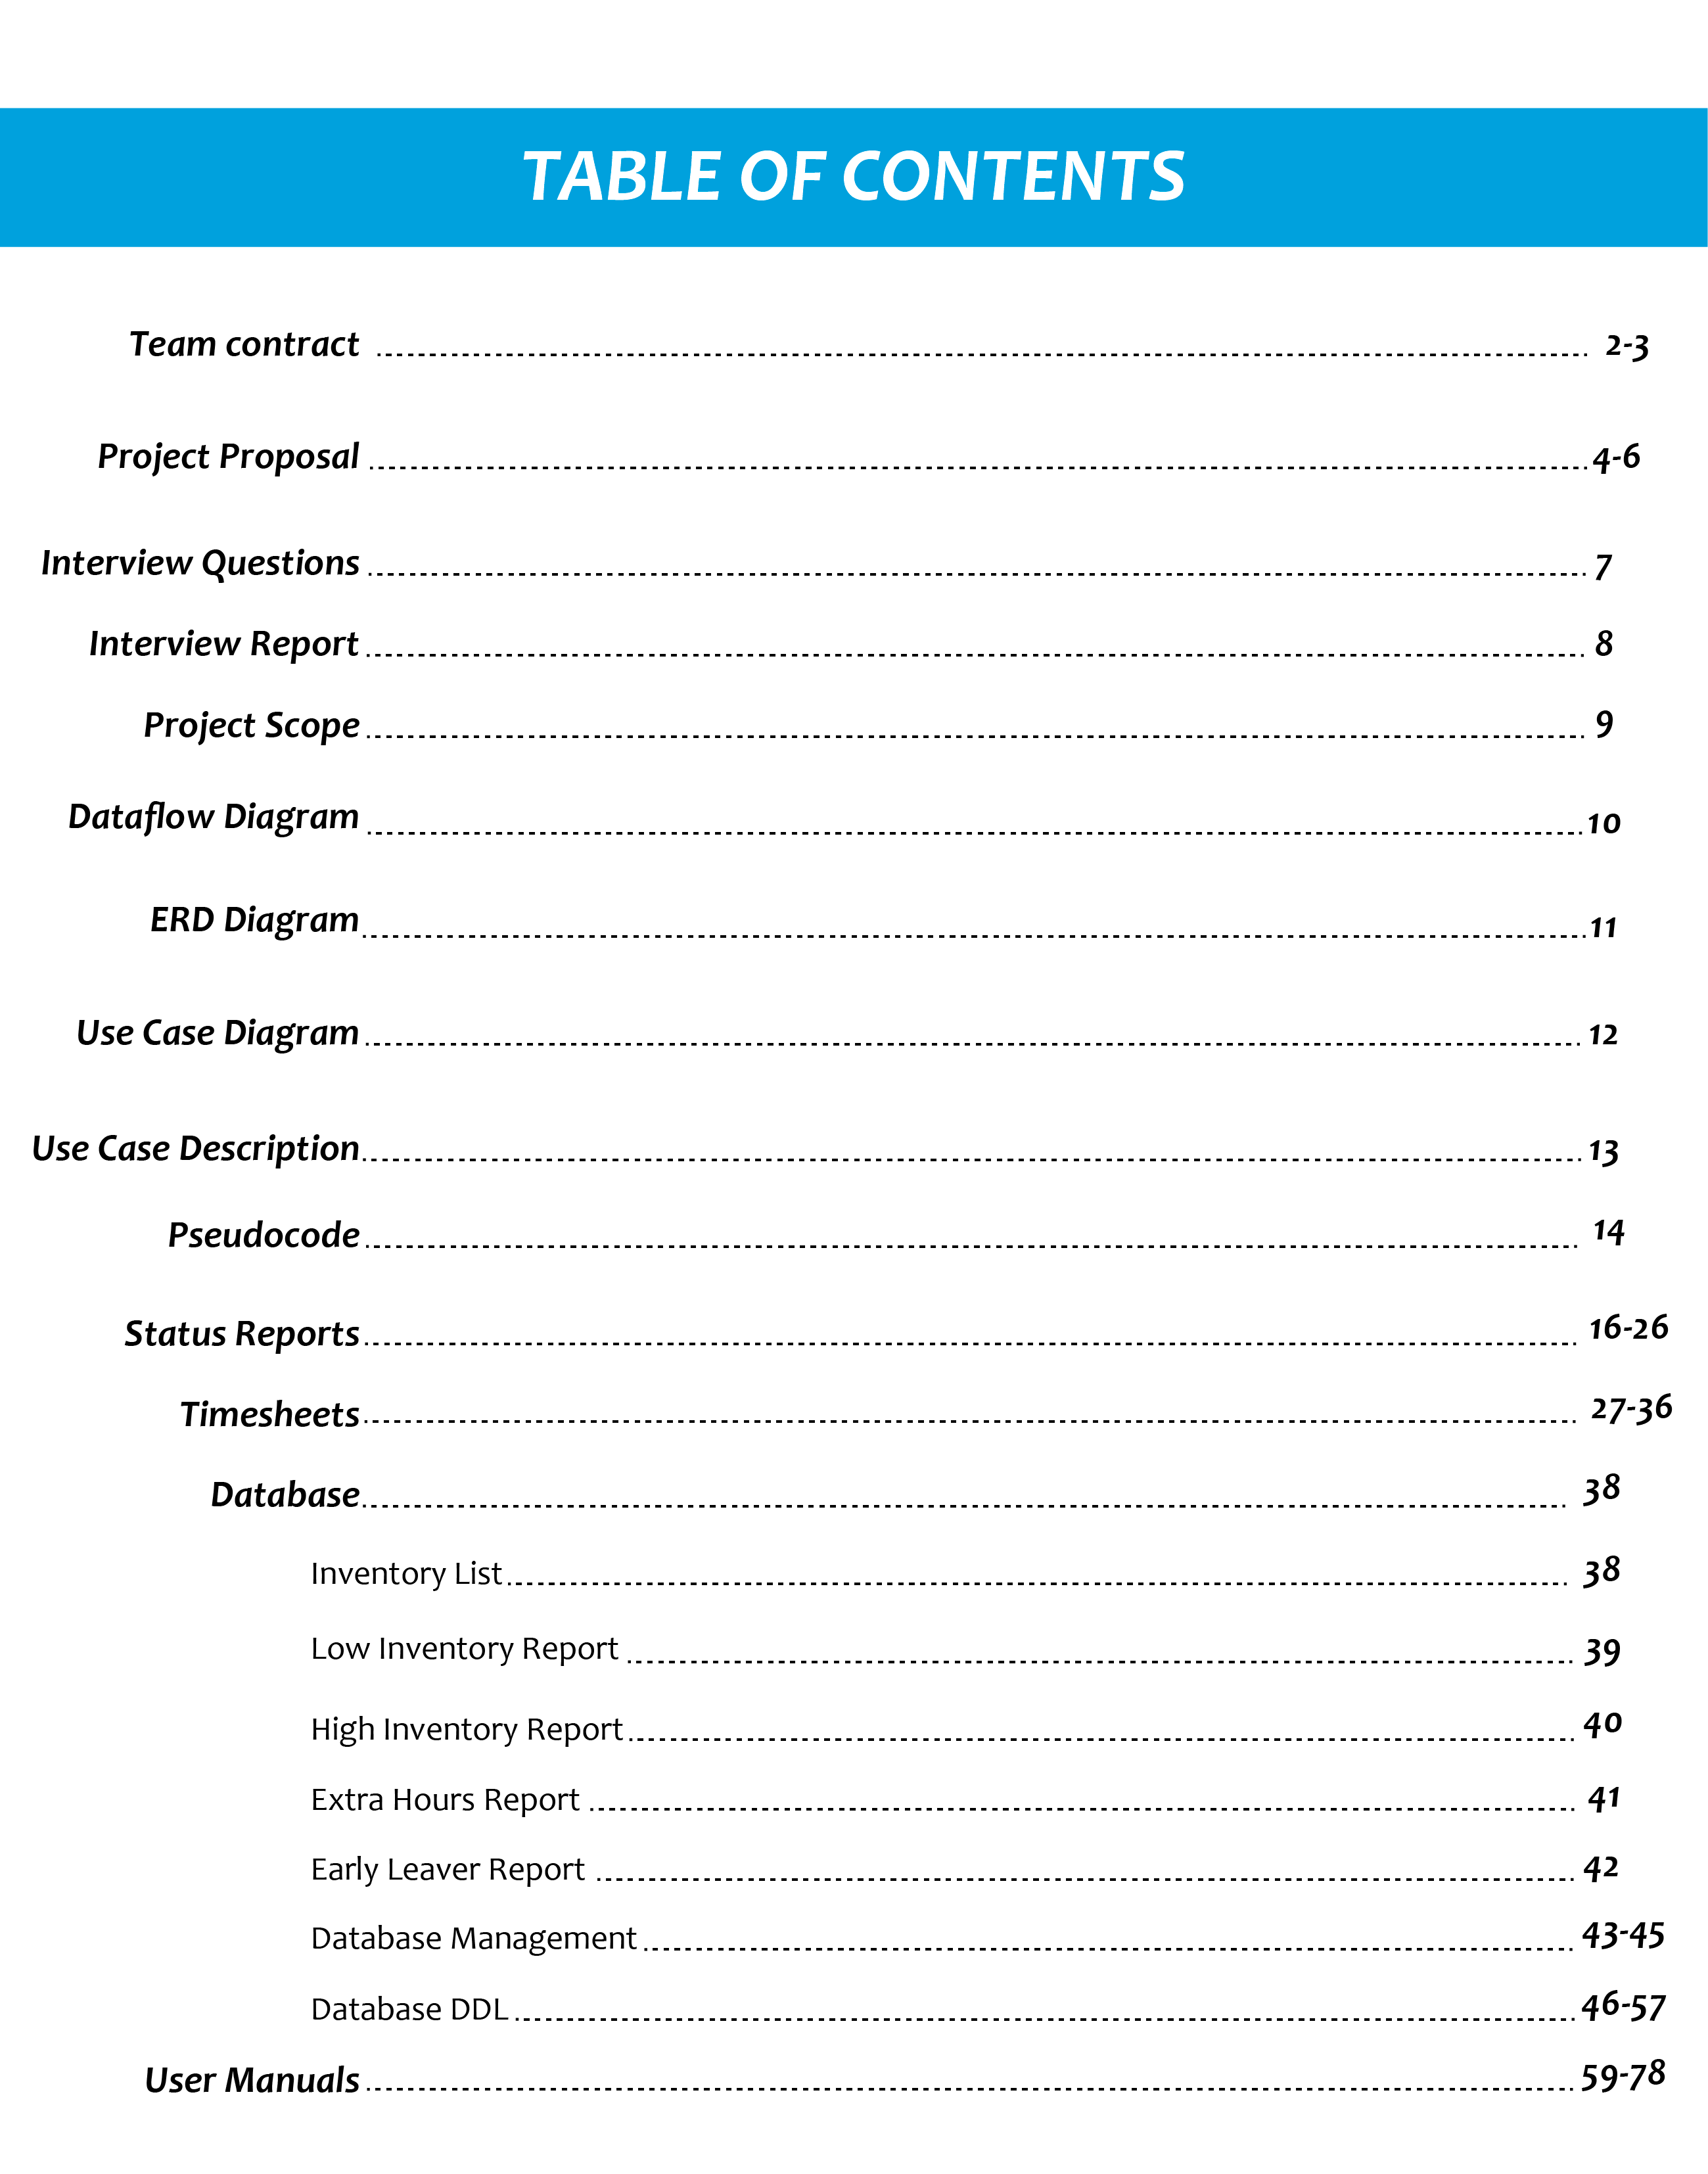 TABLE OF CONTENTS
Team contract 2-3
Project Proposal 4-6
Interview Questions 7
Interview Report 8
Project Scope 9
Dataflow Diagram 10
ERD Diagram 11
Use Case Diagram 12
Use Case Description 13
Pseudocode 14
Status Reports 16-26
Timesheets 27-36
Database 38
Inventory List 38
Low Inventory Report 39
High Inventory Report 40
Extra Hours Report 41
Early Leaver Report 42
Database Management 43-45
Database DDL 46-57
User Manuals 59-78